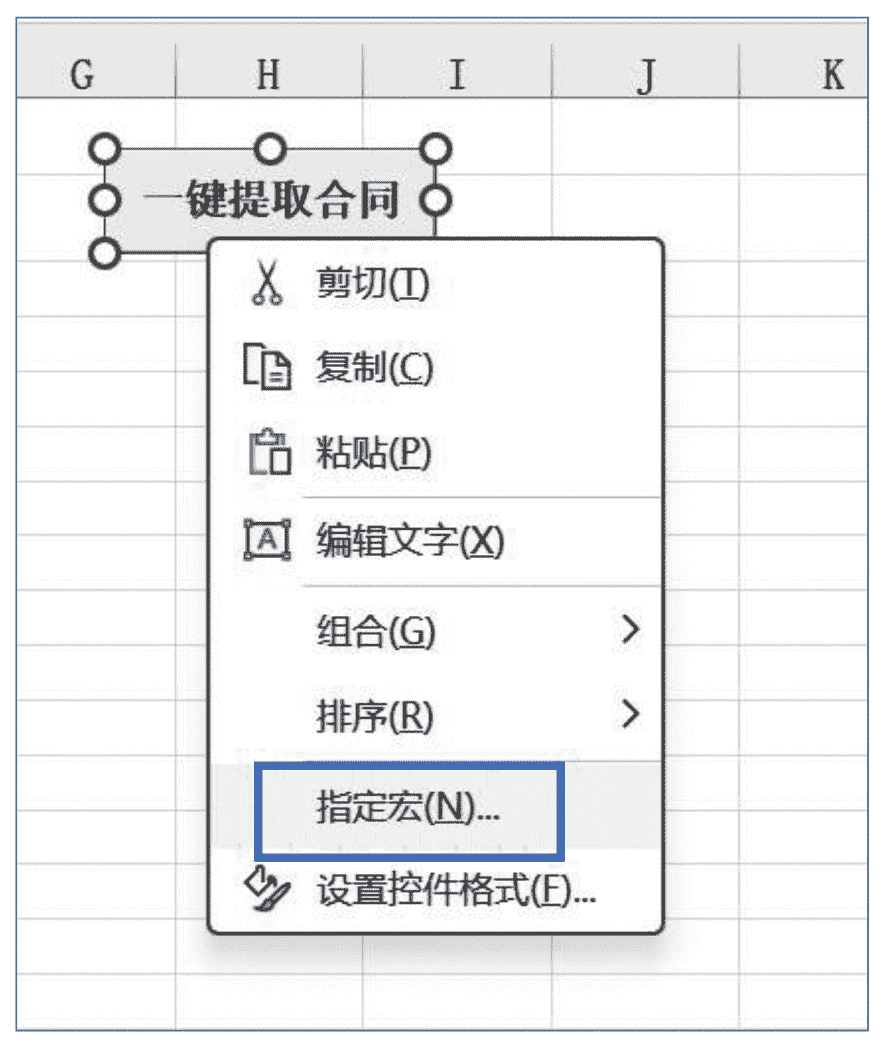 G H I J K
一键提取合同
剪切(T)
复制(C)
粘贴(P)
编辑文字(X)
组合(G)
排序(R)
指定宏(N)...
设置控件格式(F)...